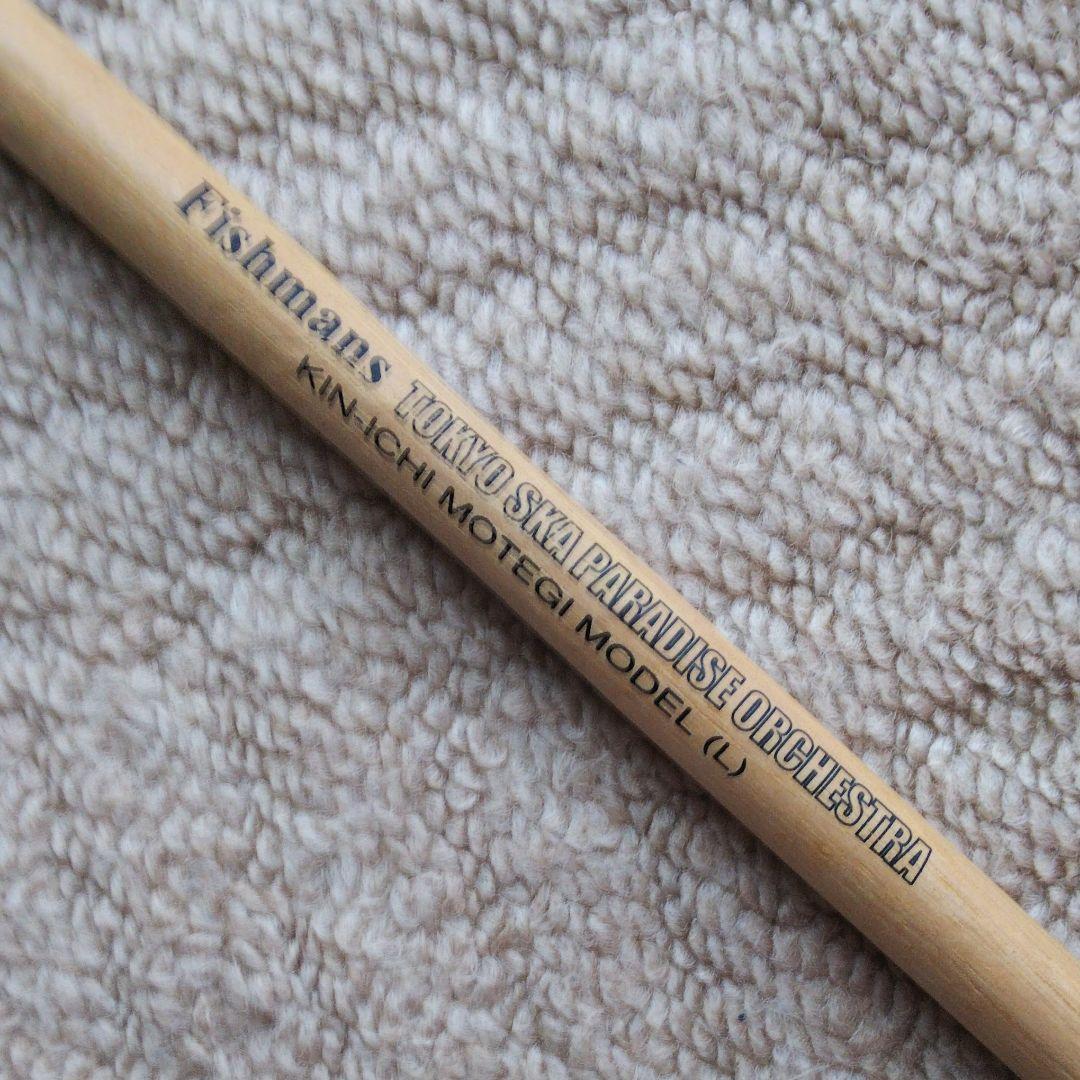 Fishmans TOKYO SKA PARADISE ORCHESTRA
KIN-ICHI MOTEGI MODEL (L)